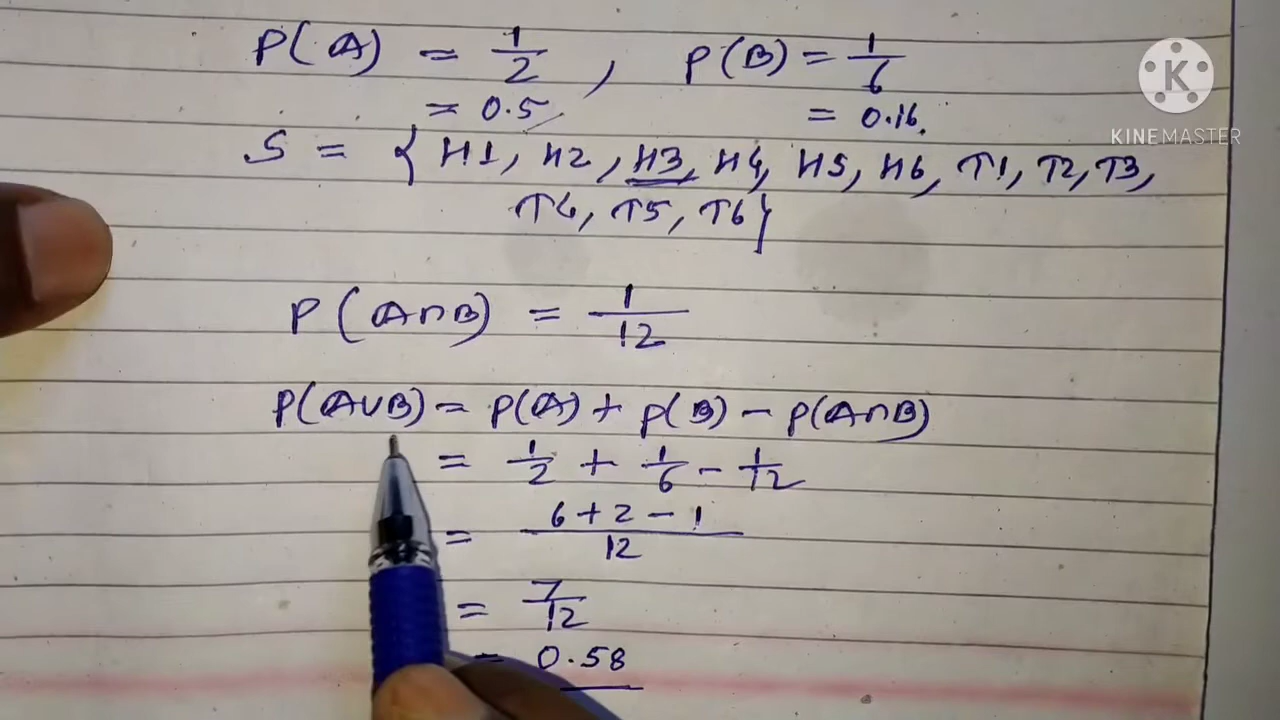 P(A) = 1/2 , P(B) = 1/6
= 0.5 = 0.16.
K
KINEMASTER
S = { H1, H2, H3, H4, H5, H6, T1, T2, T3,
T4, T5, T6}
P(A∩B) = 1/12
P(A∪B) = P(A) + P(B) - P(A∩B)
= 1/2 + 1/6 - 1/12
= 6+2-1/12
= 7/12
= 0.58